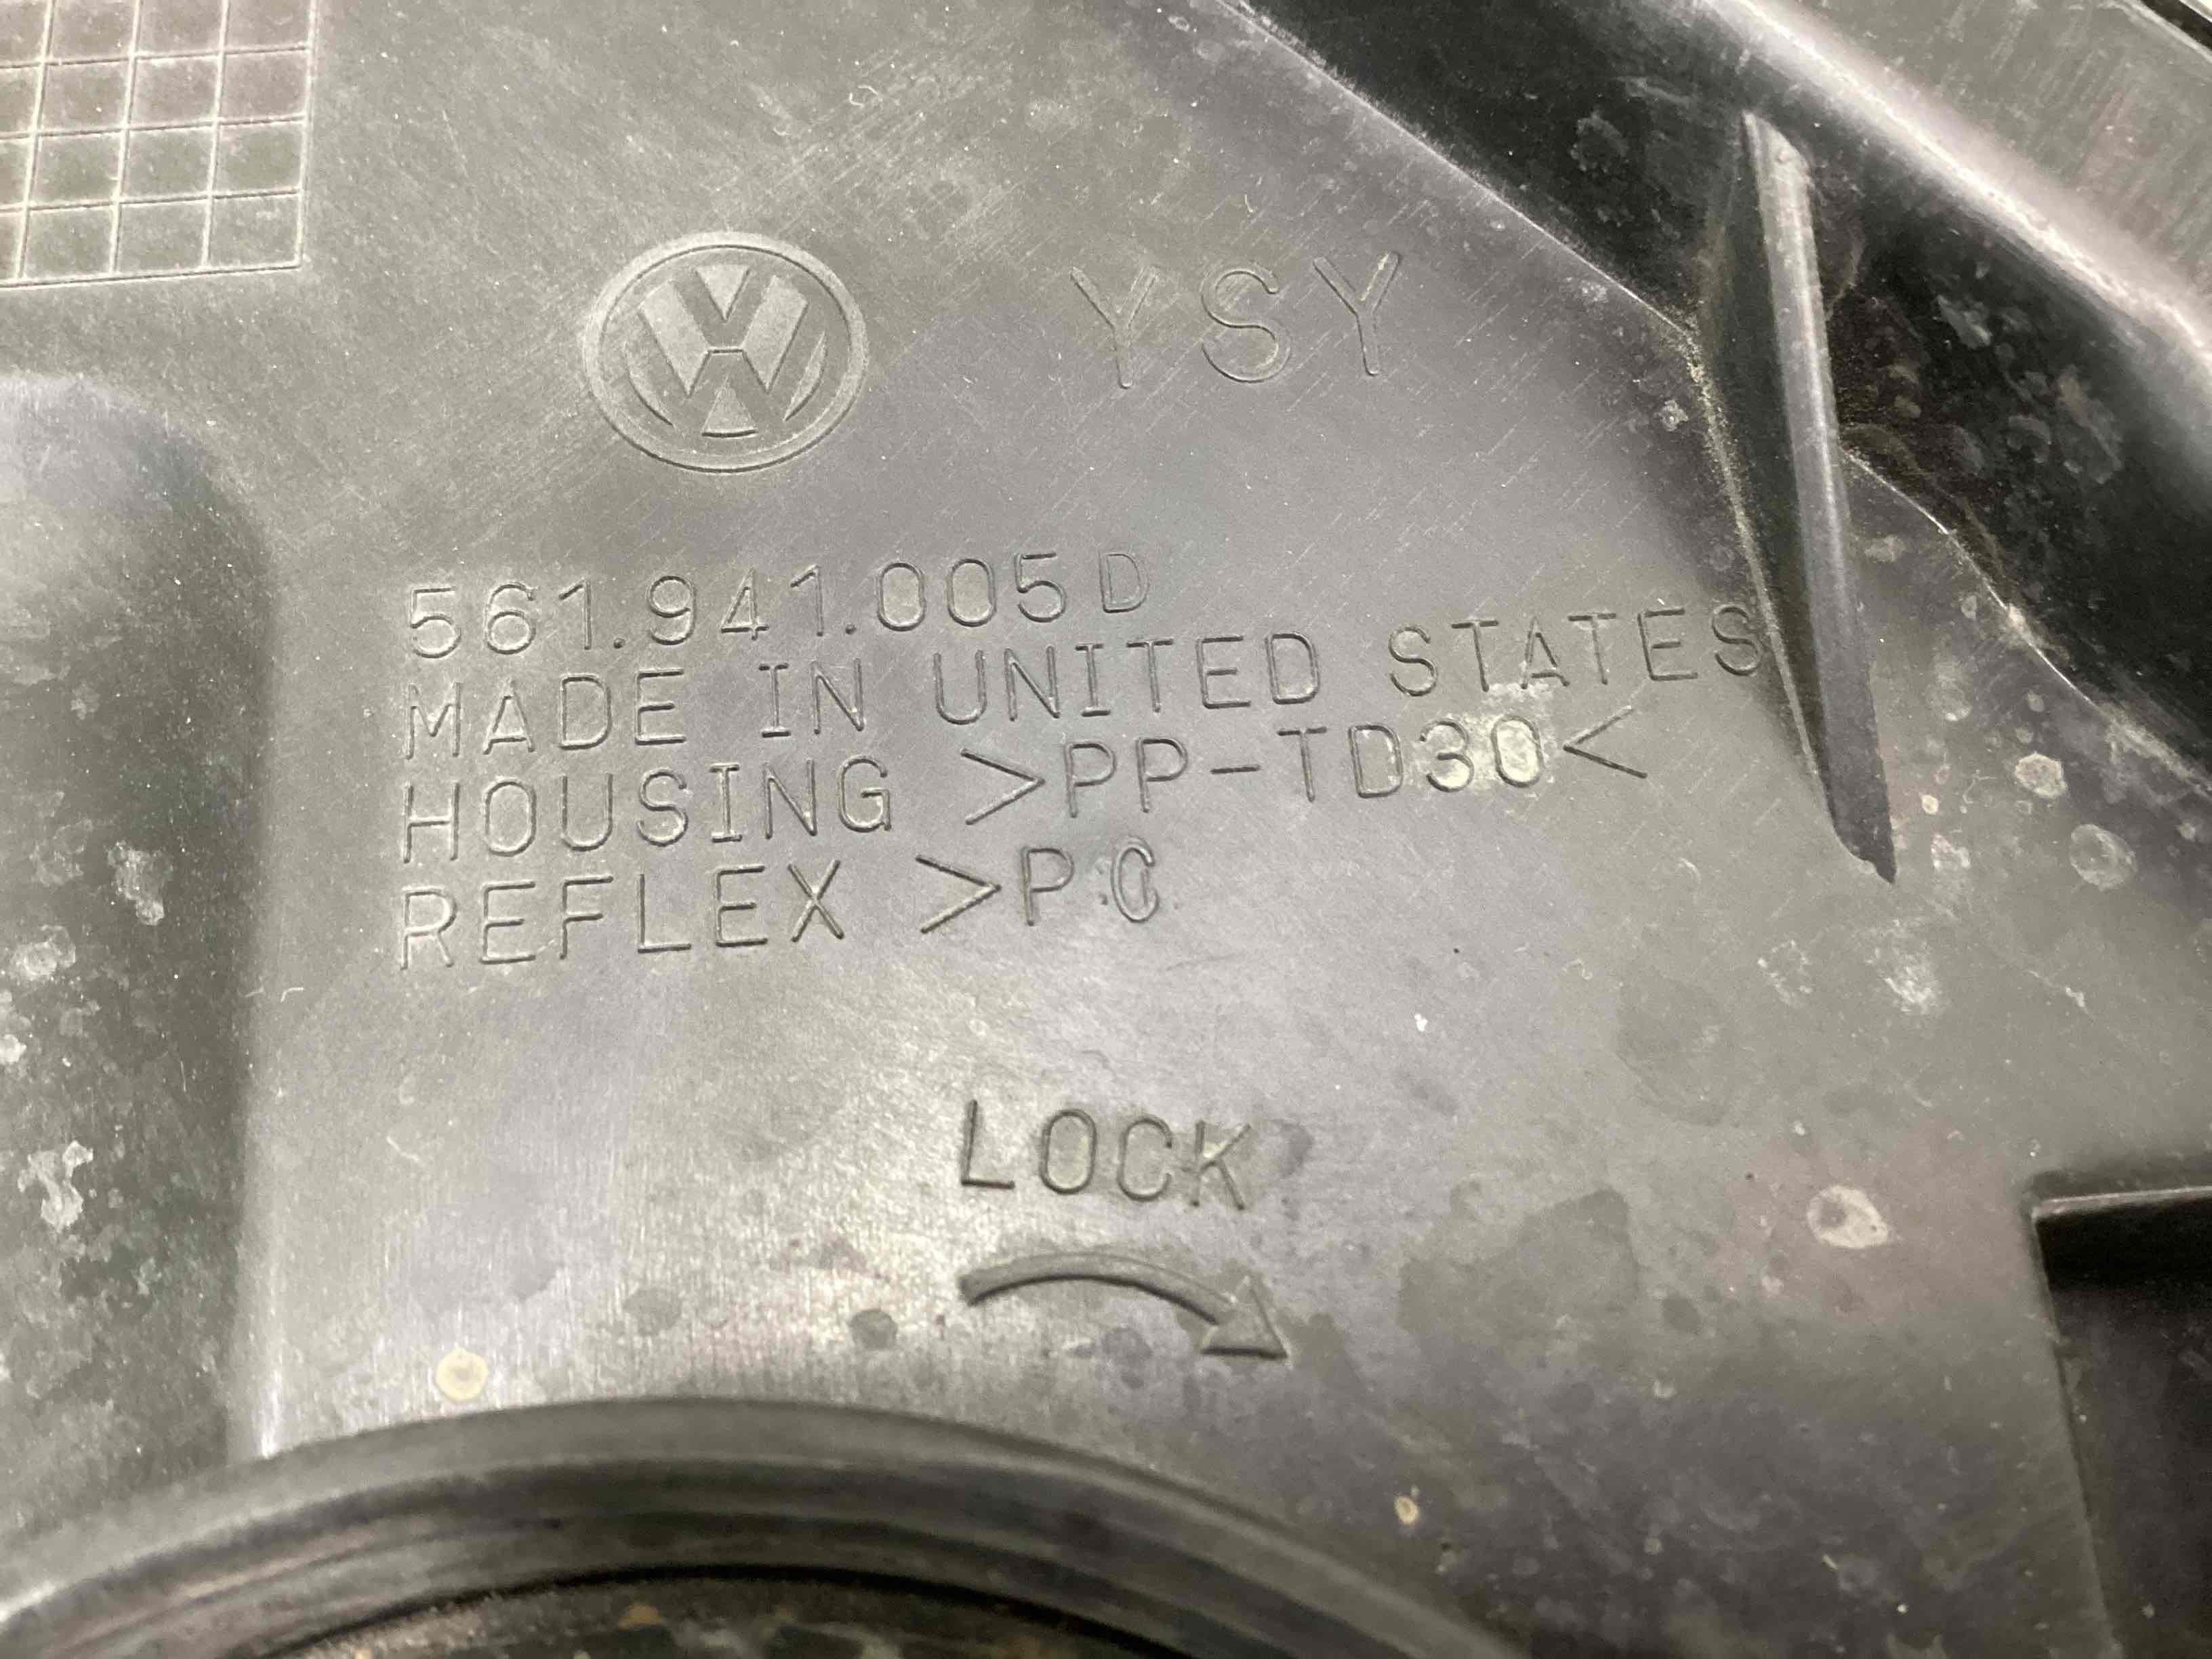 YSY
561.941.005D
MADE IN UNITED STATES
HOUSING >PP-TD30<
REFLEX >PC
LOCK